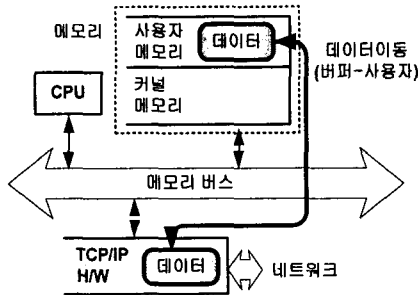 메모리
사용자
메모리
데이터
커널
메모리
데이터이동
(버퍼-사용자)
CPU
메모리 버스
TCP/IP
H/W
데이터
네트워크